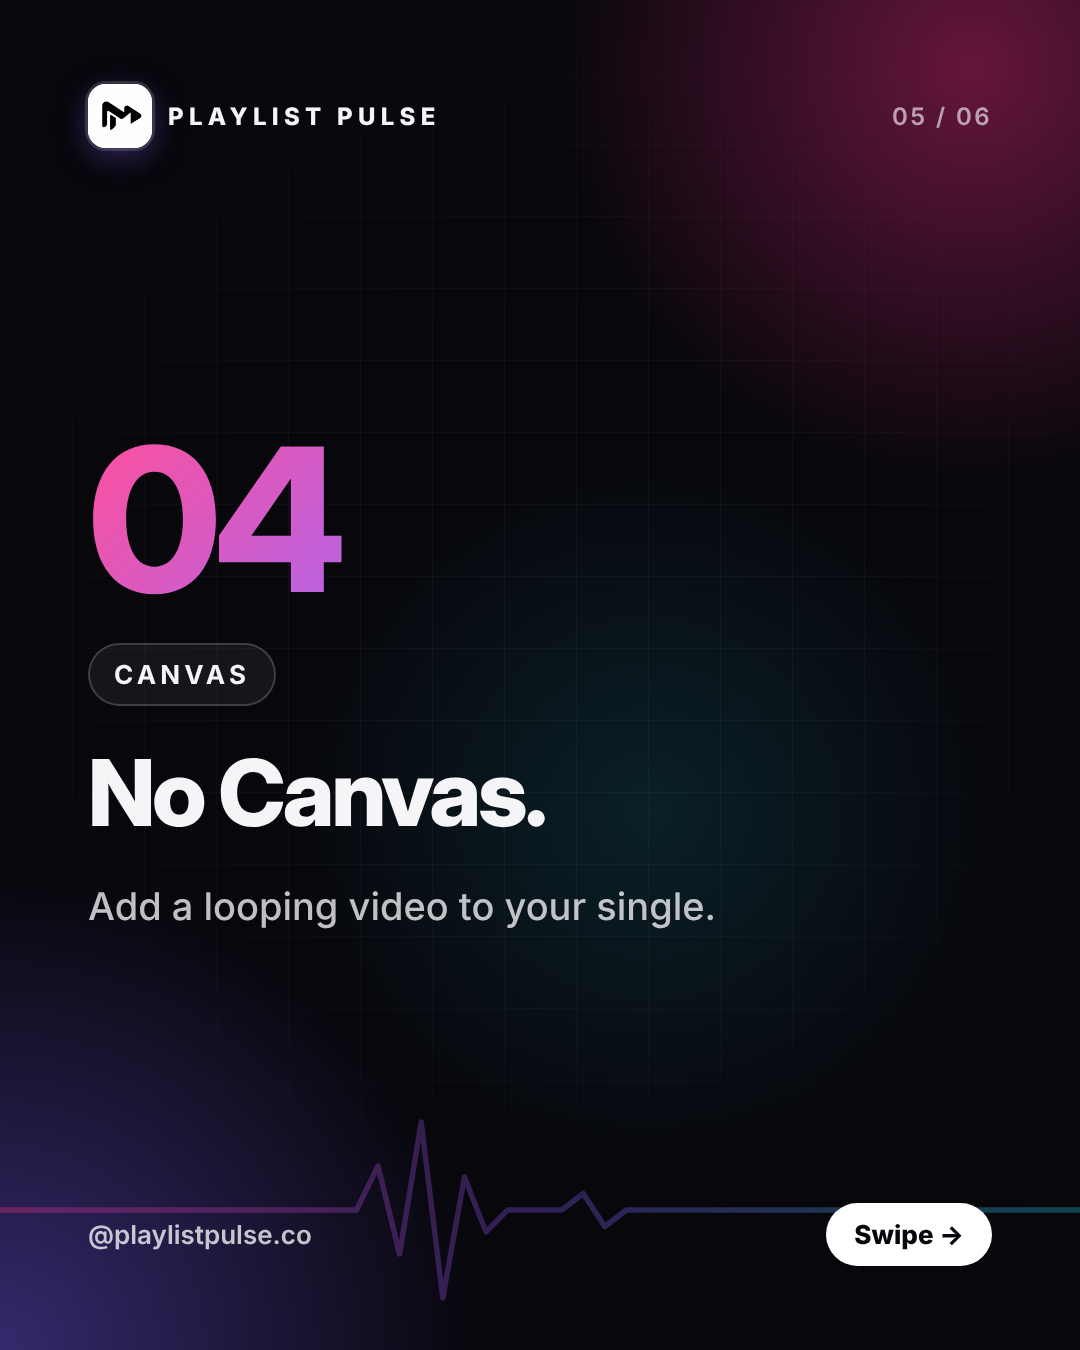 PLAYLIST PULSE
05 / 06
04
CANVAS
No Canvas.
Add a looping video to your single.
@playlistpulse.co
Swipe →